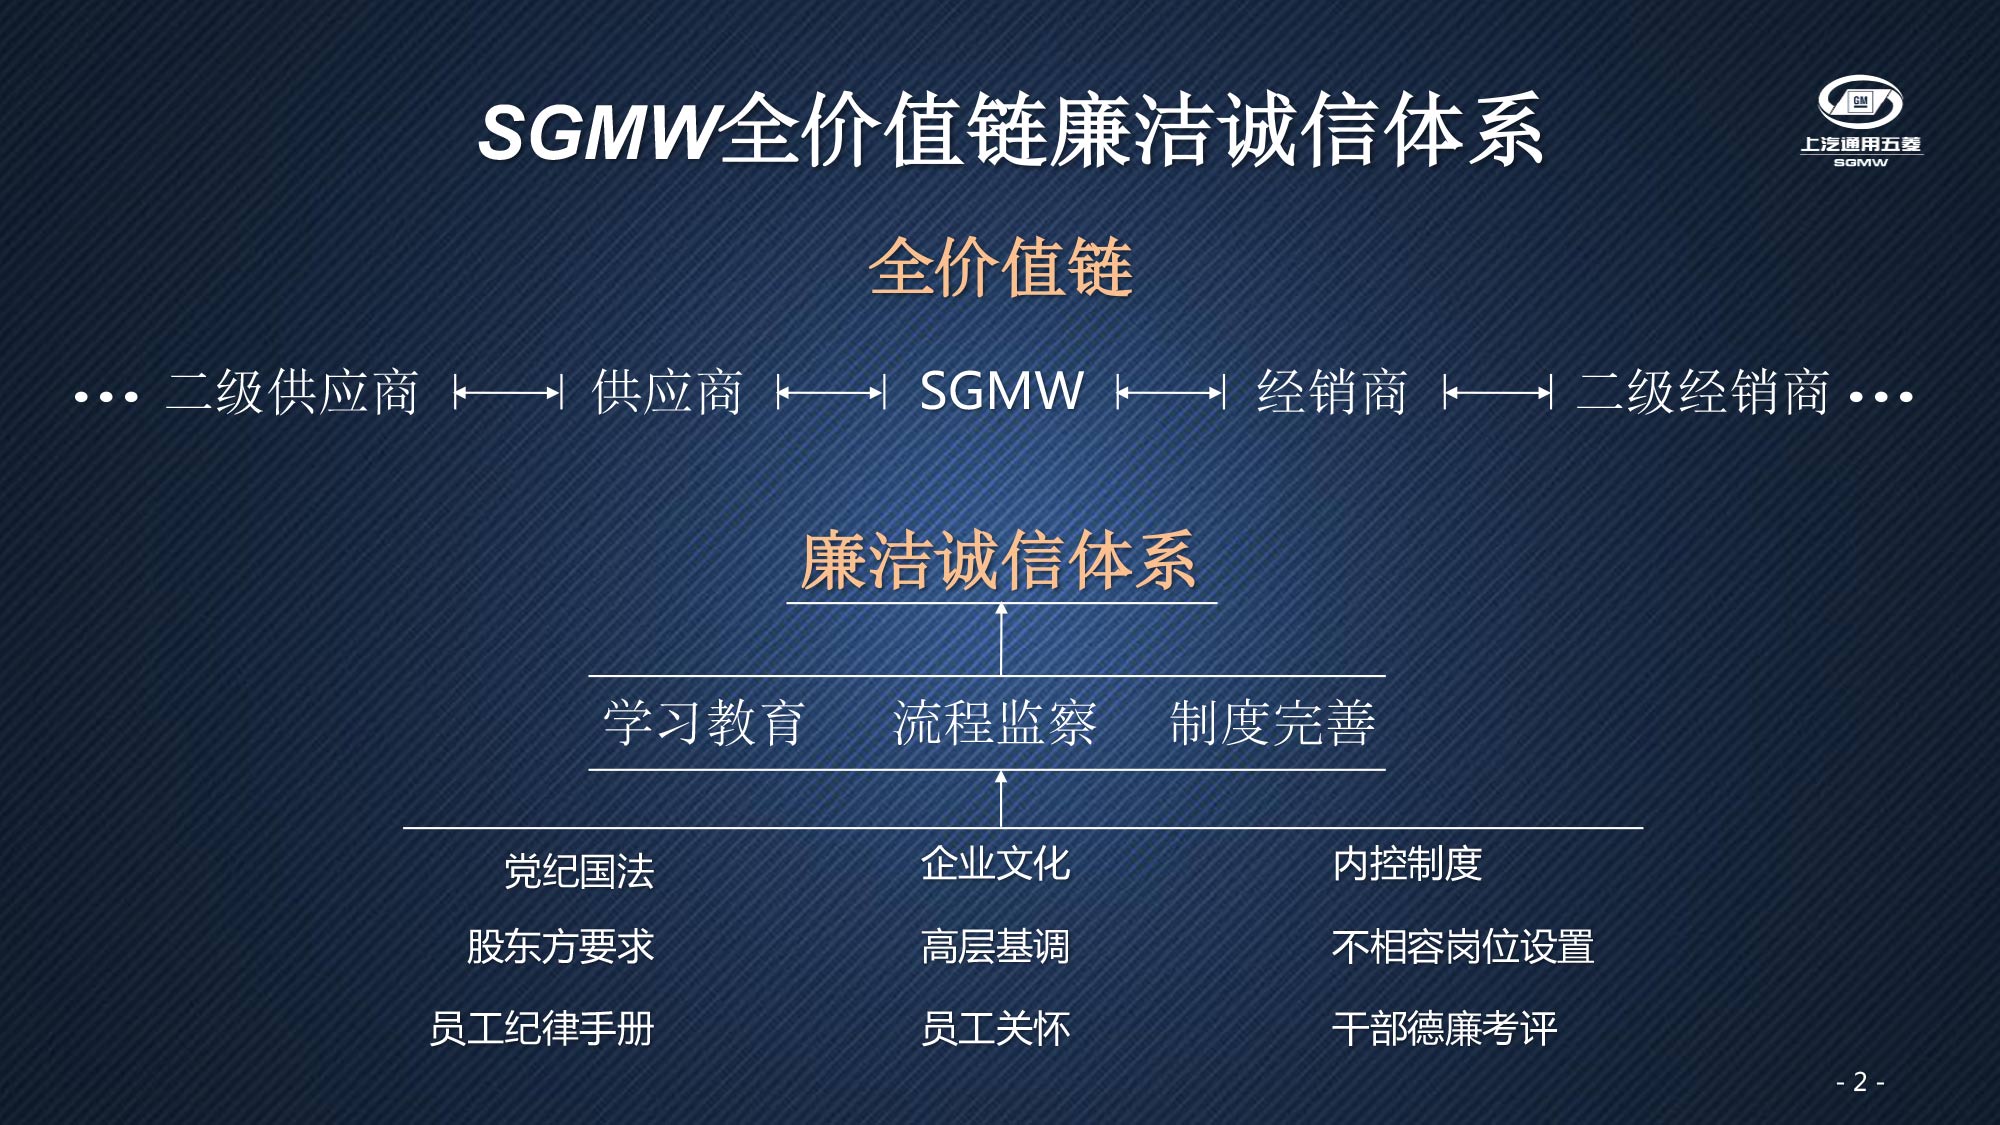 SGMW全价值链廉洁诚信体系
GM
上汽通用五菱
SGMW
全价值链
••• 二级供应商 供应商 SGMW 经销商 二级经销商 •••
廉洁诚信体系
学习教育 流程监察 制度完善
党纪国法 企业文化 内控制度
股东方要求 高层基调 不相容岗位设置
员工纪律手册 员工关怀 干部德廉考评
- 2 -